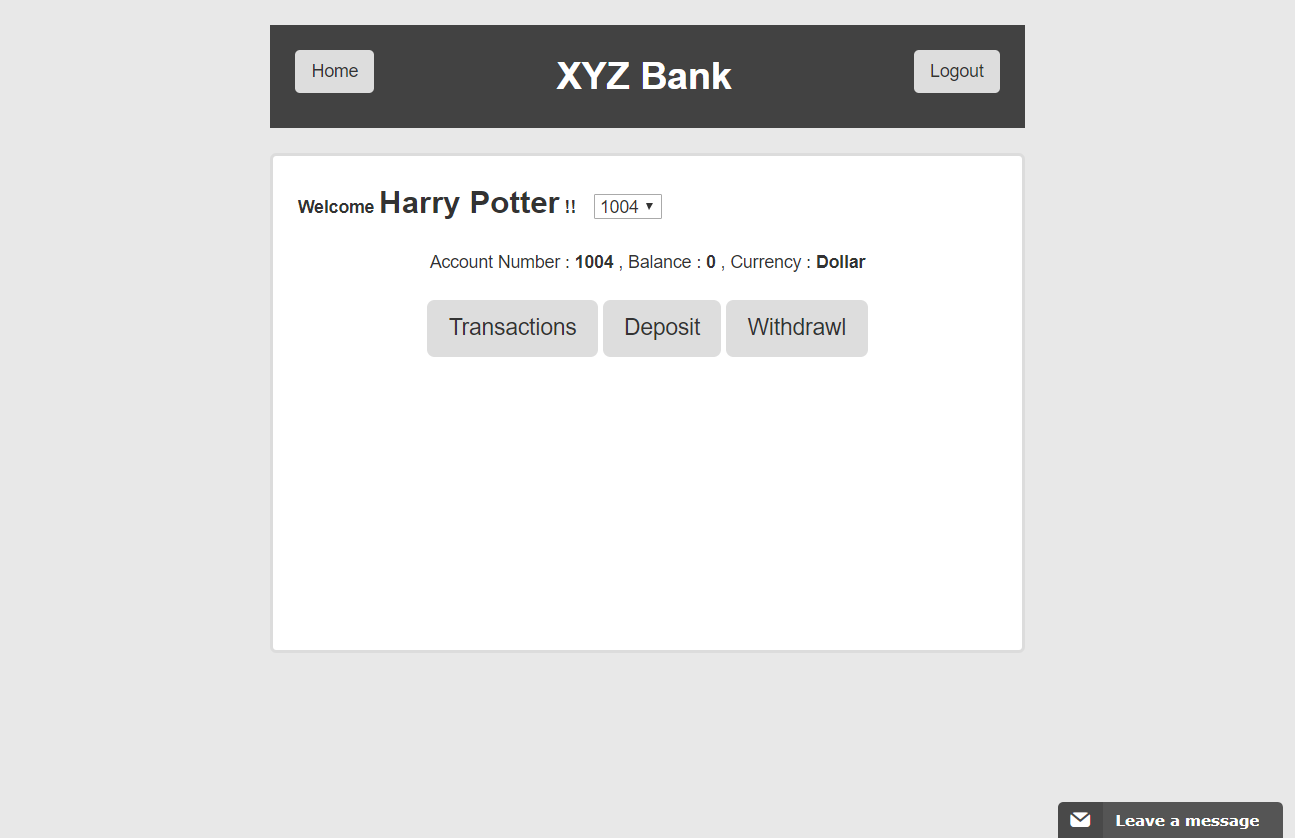 Home XYZ Bank Logout
Welcome Harry Potter !! 1004
Account Number : 1004 , Balance : 0 , Currency : Dollar
Transactions Deposit Withdrawl
Leave a message